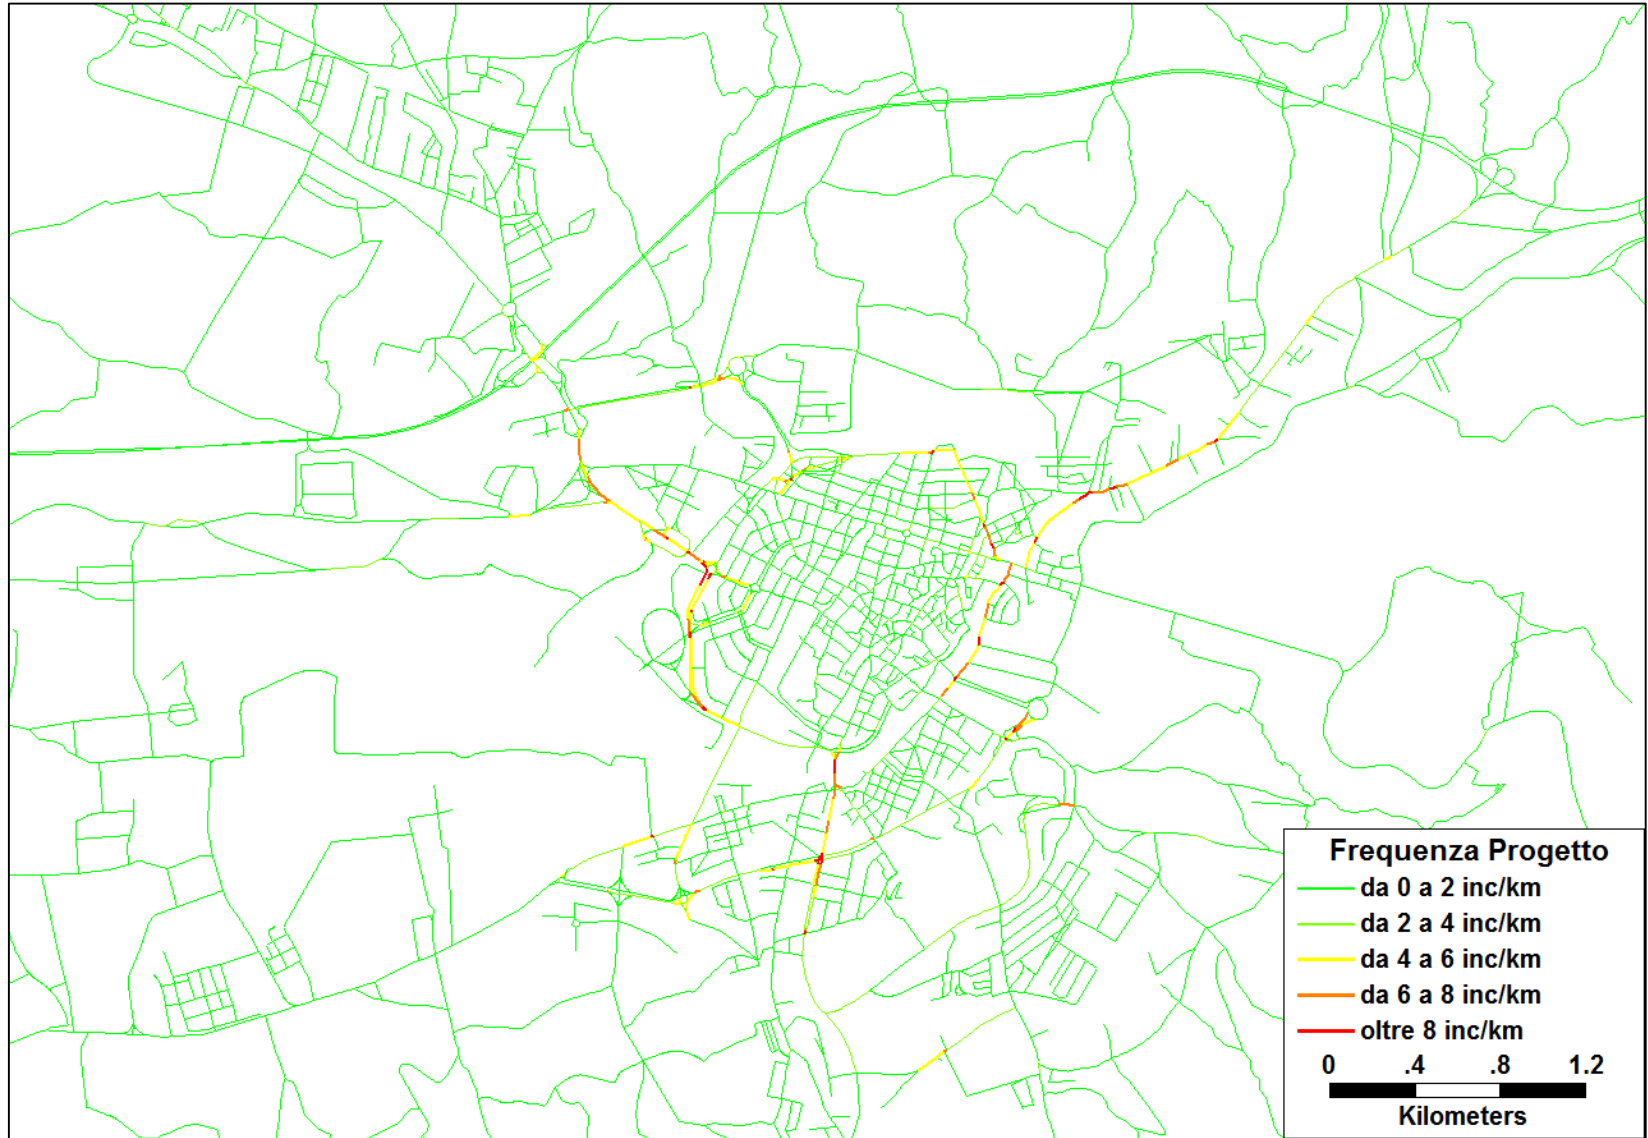 Frequenza Progetto
da 0 a 2 inc/km
da 2 a 4 inc/km
da 4 a 6 inc/km
da 6 a 8 inc/km
oltre 8 inc/km
0 .4 .8 1.2
Kilometers